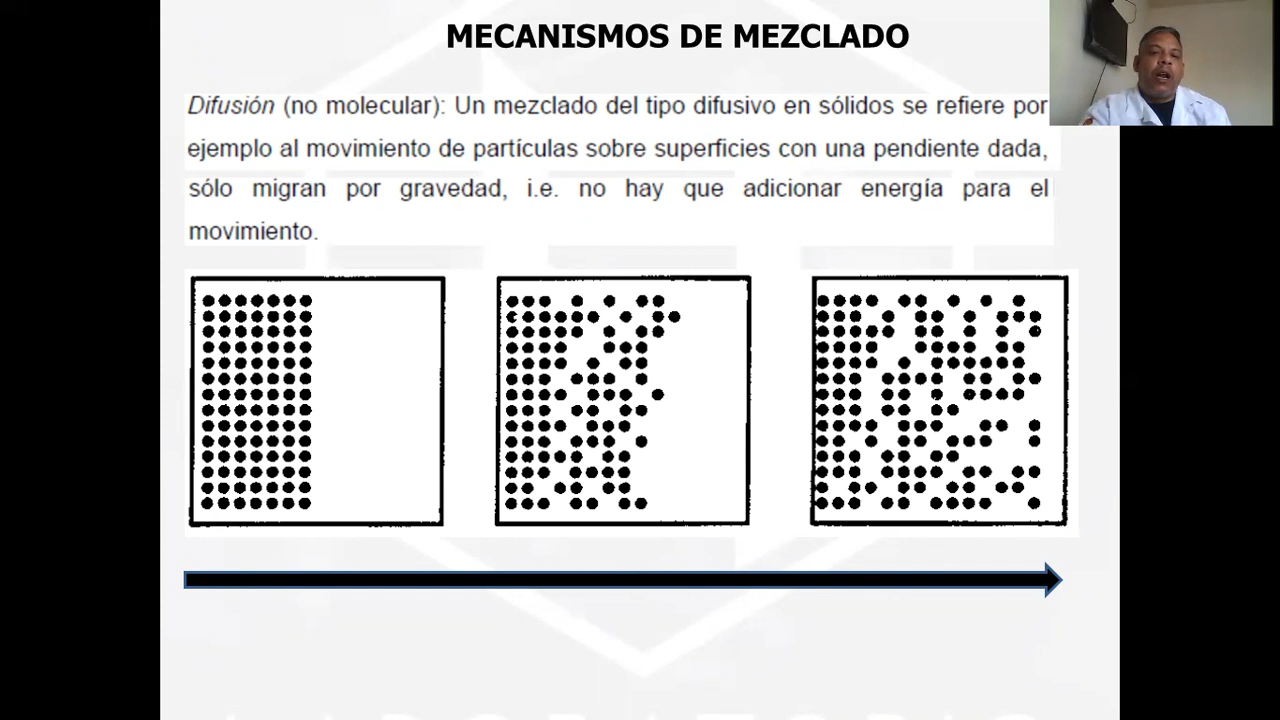 MECANISMOS DE MEZCLADO
Difusión (no molecular): Un mezclado del tipo difusivo en sólidos se refiere por
ejemplo al movimiento de partículas sobre superficies con una pendiente dada,
sólo migran por gravedad, i.e. no hay que adicionar energía para el
movimiento.